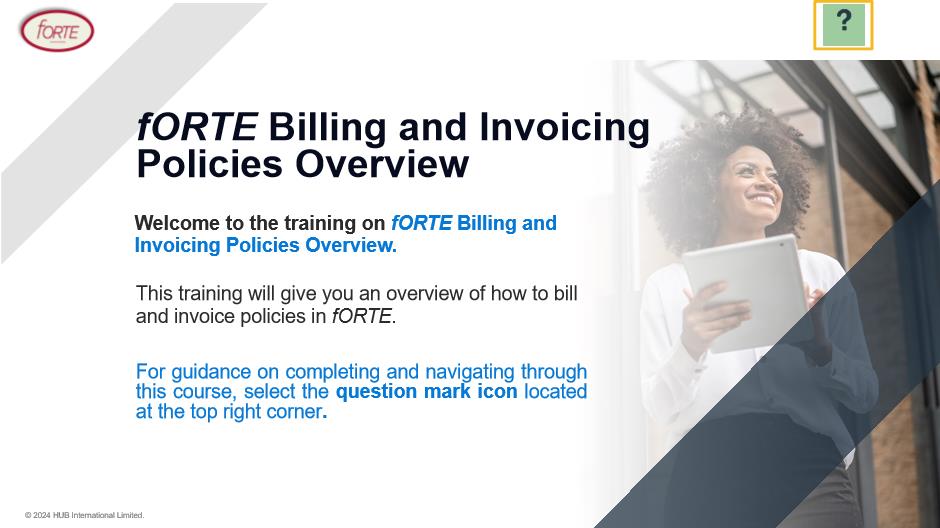 fORTE
?
fORTE Billing and Invoicing
Policies Overview
Welcome to the training on fORTE Billing and
Invoicing Policies Overview.
This training will give you an overview of how to bill
and invoice policies in fORTE.
For guidance on completing and navigating through
this course, select the question mark icon located
at the top right corner.
© 2024 HUB International Limited.